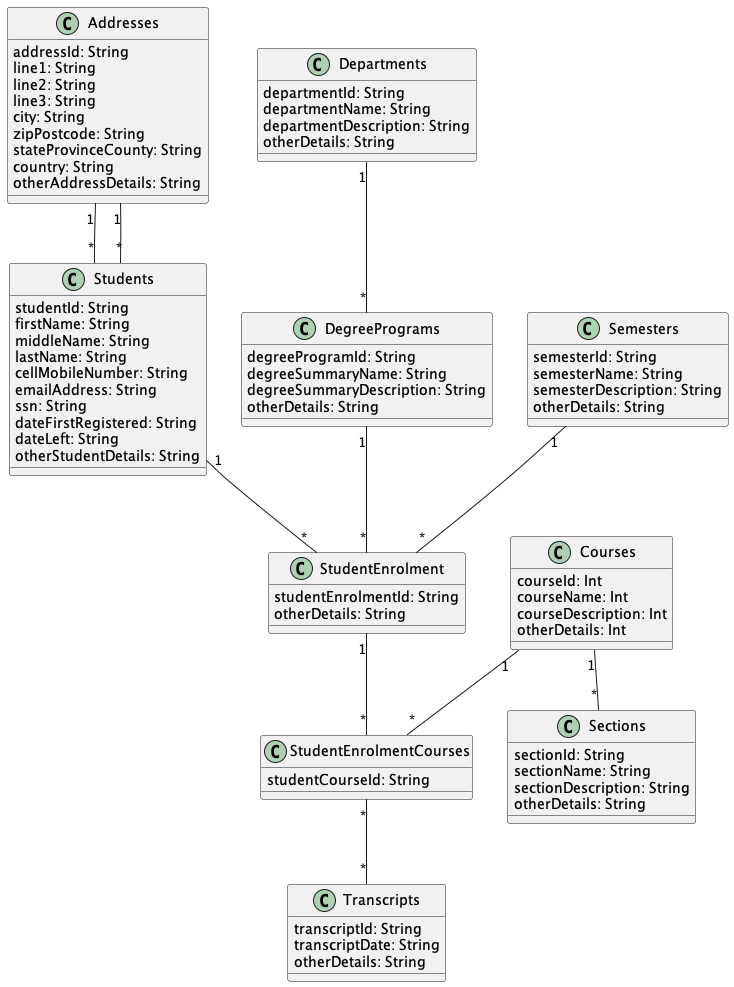 C Addresses
addressId: String
line1: String
line2: String
line3: String
city: String
zipPostcode: String
stateProvinceCounty: String
country: String
otherAddressDetails: String
C Departments
departmentId: String
departmentName: String
departmentDescription: String
otherDetails: String
1 1
* *
1
*
C Students
studentId: String
firstName: String
middleName: String
lastName: String
cellMobileNumber: String
emailAddress: String
ssn: String
dateFirstRegistered: String
dateLeft: String
otherStudentDetails: String
C DegreePrograms
degreeProgramId: String
degreeSummaryName: String
degreeSummaryDescription: String
otherDetails: String
C Semesters
semesterId: String
semesterName: String
semesterDescription: String
otherDetails: String
1 1 1
* * *
C StudentEnrolment
studentEnrolmentId: String
otherDetails: String
C Courses
courseId: Int
courseName: Int
courseDescription: Int
otherDetails: Int
1 1 1
* * *
C StudentEnrolmentCourses
studentCourseId: String
C Sections
sectionId: String
sectionName: String
sectionDescription: String
otherDetails: String
*
*
C Transcripts
transcriptId: String
transcriptDate: String
otherDetails: String